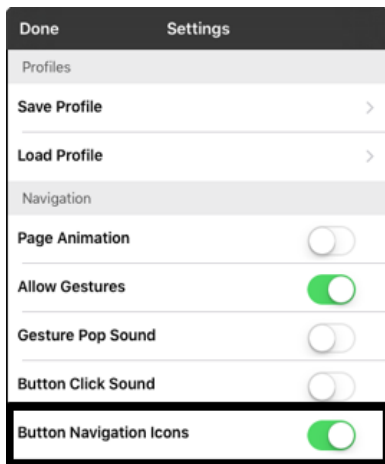 Done Settings
Profiles
Save Profile
Load Profile
Navigation
Page Animation
Allow Gestures
Gesture Pop Sound
Button Click Sound
Button Navigation Icons